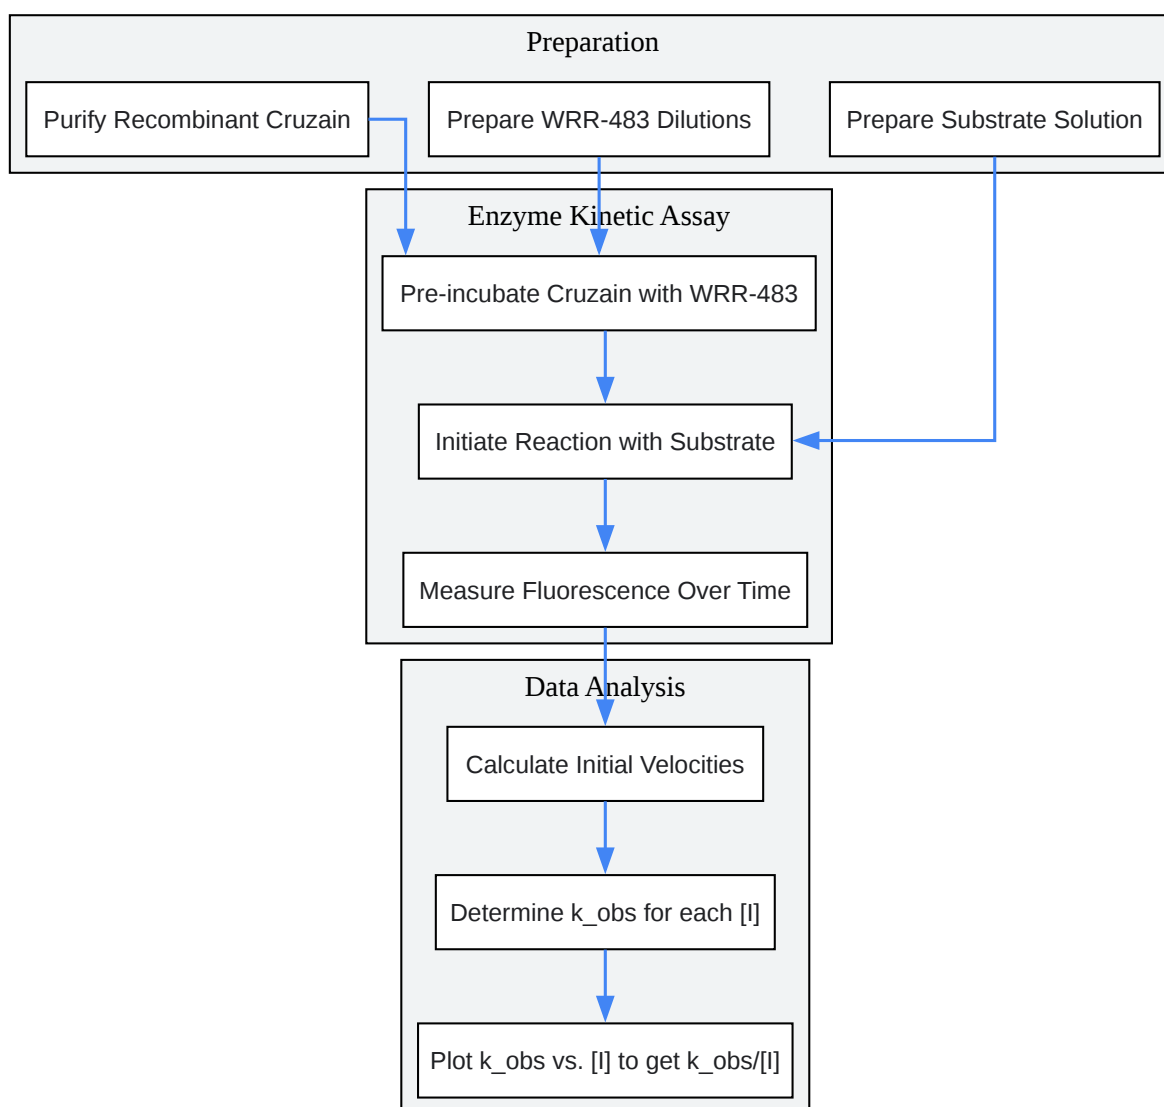 Preparation
Purify Recombinant Cruzain
Prepare WRR-483 Dilutions
Prepare Substrate Solution
Enzyme Kinetic Assay
Pre-incubate Cruzain with WRR-483
Initiate Reaction with Substrate
Measure Fluorescence Over Time
Data Analysis
Calculate Initial Velocities
Determine k_obs for each [I]
Plot k_obs vs. [I] to get k_obs/[I]